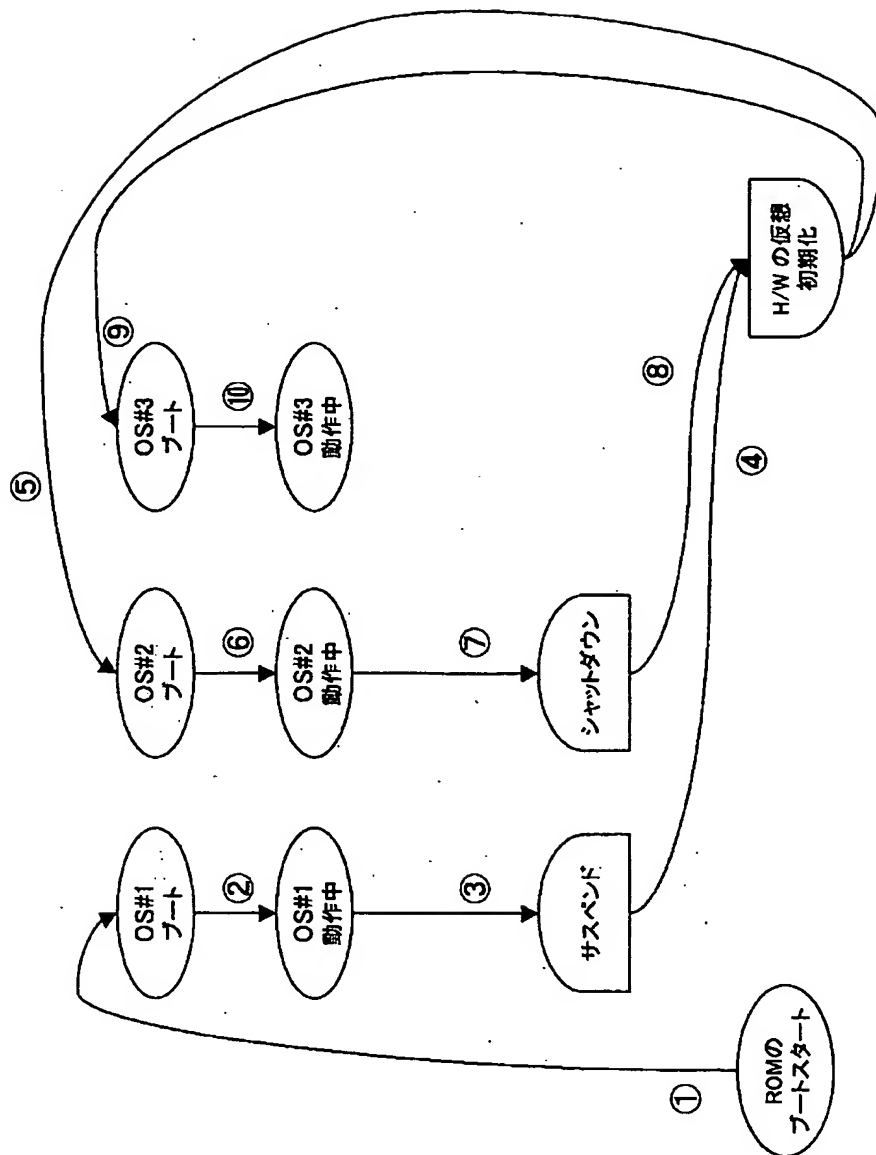 ①
ROMの
ブートスタート
OS#1
ブート
②
OS#1
動作中
③
サスペンド
④
⑤
OS#2
ブート
⑥
OS#2
動作中
⑦
シャットダウン
⑧
H/W の仮想
初期化
⑨
OS#3
ブート
⑩
OS#3
動作中